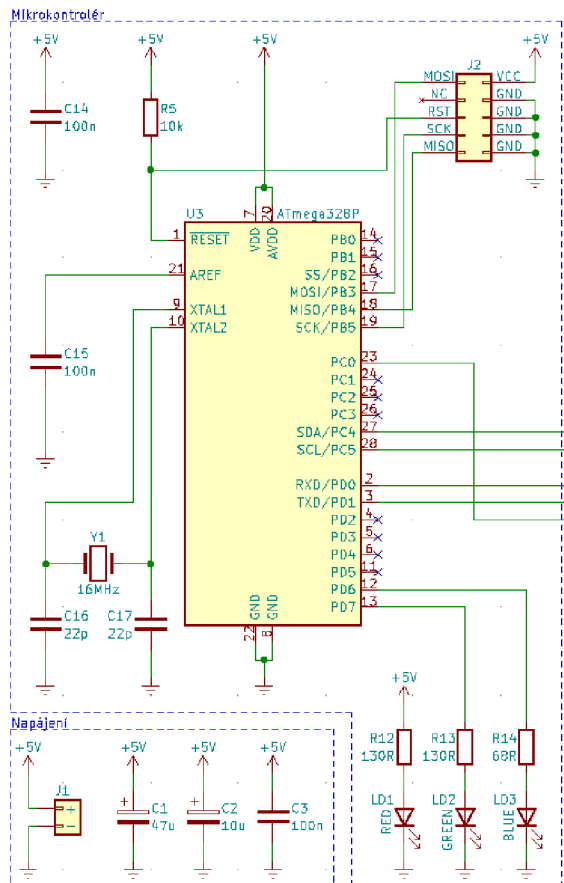 Mikrokontrolér
+5V
+5V
+5V
+5V
J2
MOSI
VCC
NC
GND
RST
GND
SCK
GND
MISO
GND
C14
100n
R5
10k
U3
ATmega328P
7
20
VDD
AVDD
1
RESET
21
AREF
9
XTAL1
10
XTAL2
PB0
14
PB1
15
SS/PB2
16
MOSI/PB3
17
MISO/PB4
18
SCK/PB5
19
PC0
23
PC1
24
PC2
25
PC3
26
SDA/PC4
27
SCL/PC5
28
RXD/PD0
2
TXD/PD1
3
PD2
4
PD3
5
PD4
6
PD5
11
PD6
12
PD7
13
GND
GND
22
8
C15
100n
Y1
16MHz
C16
22p
C17
22p
+5V
R12
130R
R13
130R
R14
68R
LD1
RED
LD2
GREEN
LD3
BLUE
Napájení
+5V
+5V
+5V
+5V
J1
+
−
+
C1
47u
+
C2
10u
C3
100n